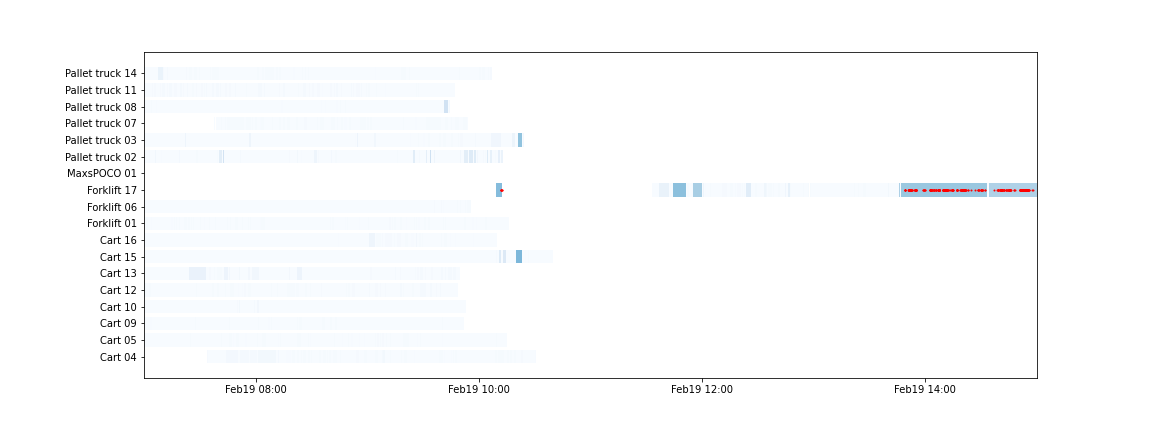 Pallet truck 14
Pallet truck 11
Pallet truck 08
Pallet truck 07
Pallet truck 03
Pallet truck 02
MaxsPOCO 01
Forklift 17
Forklift 06
Forklift 01
Cart 16
Cart 15
Cart 13
Cart 12
Cart 10
Cart 09
Cart 05
Cart 04
Feb19 08:00 Feb19 10:00 Feb19 12:00 Feb19 14:00